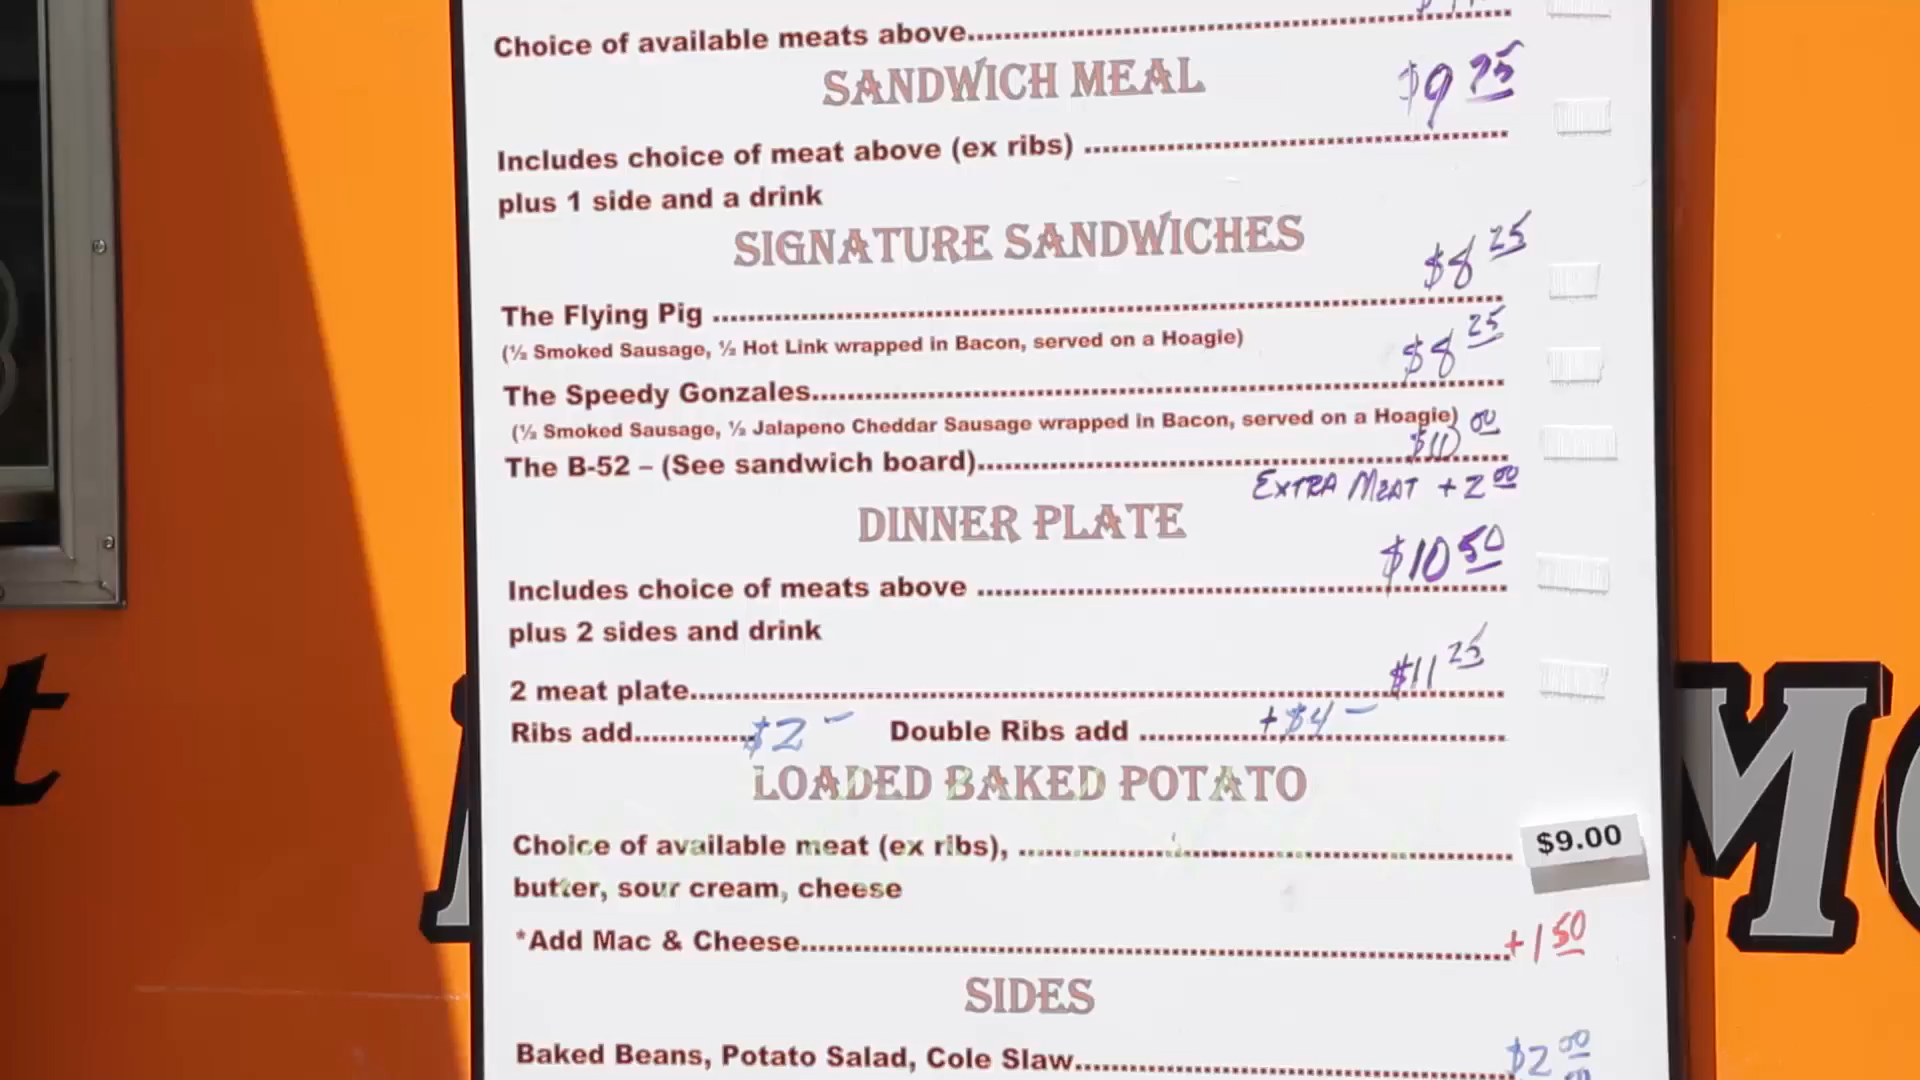 Choice of available meats above
SANDWICH MEAL $9 75
Includes choice of meat above (ex ribs)
plus 1 side and a drink
SIGNATURE SANDWICHES
The Flying Pig $8 25
(½ Smoked Sausage, ½ Hot Link wrapped in Bacon, served on a Hoagie)
The Speedy Gonzales $8 25
(½ Smoked Sausage, ½ Jalapeno Cheddar Sausage wrapped in Bacon, served on a Hoagie)
The B-52 – (See sandwich board) $10 00
EXTRA MEAT +2 00
DINNER PLATE
Includes choice of meats above $10 50
plus 2 sides and drink
2 meat plate $11 25
Ribs add $2 – Double Ribs add +$4 –
LOADED BAKED POTATO
Choice of available meat (ex ribs), $9.00
butter, sour cream, cheese
*Add Mac & Cheese +1 50
SIDES
Baked Beans, Potato Salad, Cole Slaw $2 00